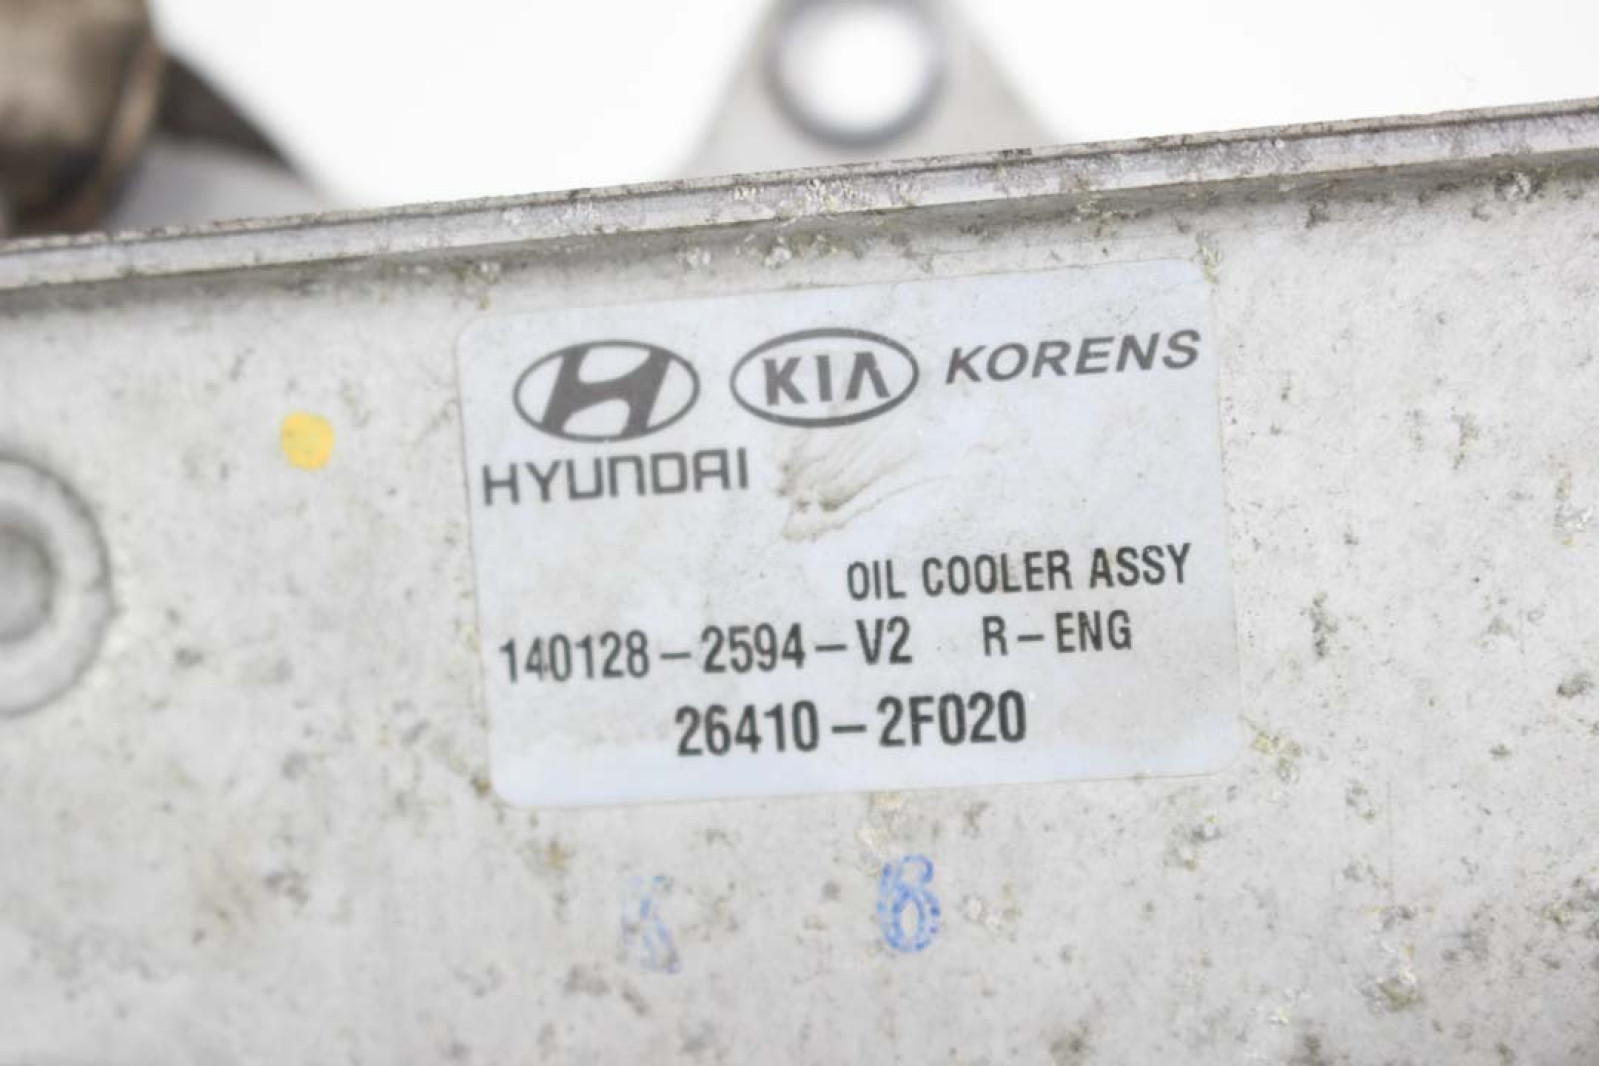 KIA KORENS
HYUNDAI
OIL COOLER ASSY
140128-2594-V2 R-ENG
26410-2F020